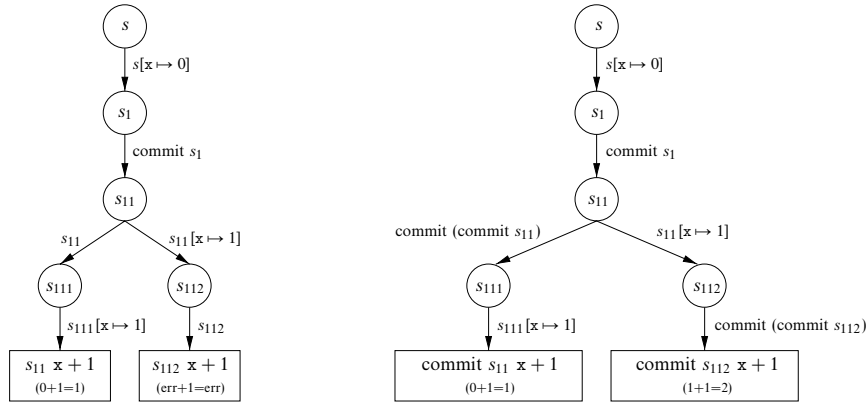 s
s[x ↦ 0]
s₁
commit s₁
s₁₁
s₁₁
s₁₁[x ↦ 1]
s₁₁₁
s₁₁₂
s₁₁₁[x ↦ 1]
s₁₁₂
s₁₁ x + 1
(0+1=1)
s₁₁₂ x + 1
(err+1=err)
s
s[x ↦ 0]
s₁
commit s₁
s₁₁
commit (commit s₁₁)
s₁₁[x ↦ 1]
s₁₁₁
s₁₁₂
s₁₁₁[x ↦ 1]
commit (commit s₁₁₂)
commit s₁₁ x + 1
(0+1=1)
commit s₁₁₂ x + 1
(1+1=2)